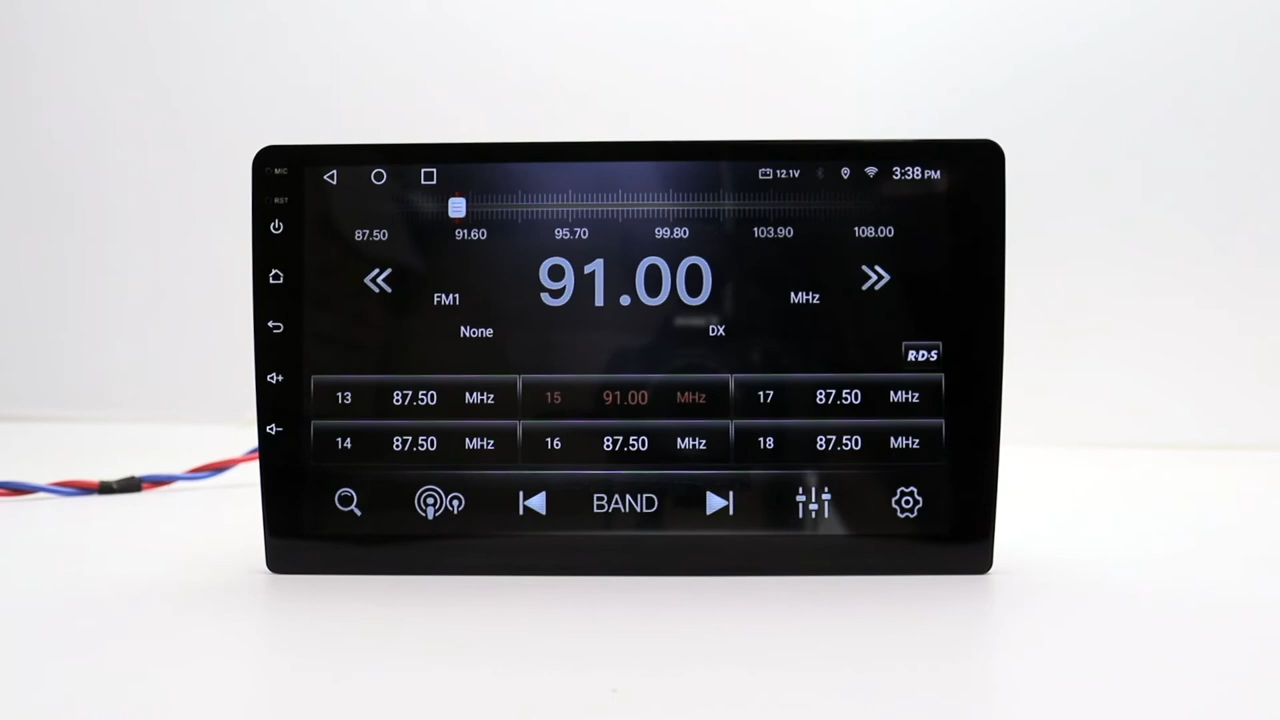 MIC
12.1V 3:38 PM
RST
87.50 91.60 95.70 99.80 103.90 108.00
FM1 91.00 MHz
None DX
R·D·S
13 87.50 MHz 15 91.00 MHz 17 87.50 MHz
14 87.50 MHz 16 87.50 MHz 18 87.50 MHz
BAND